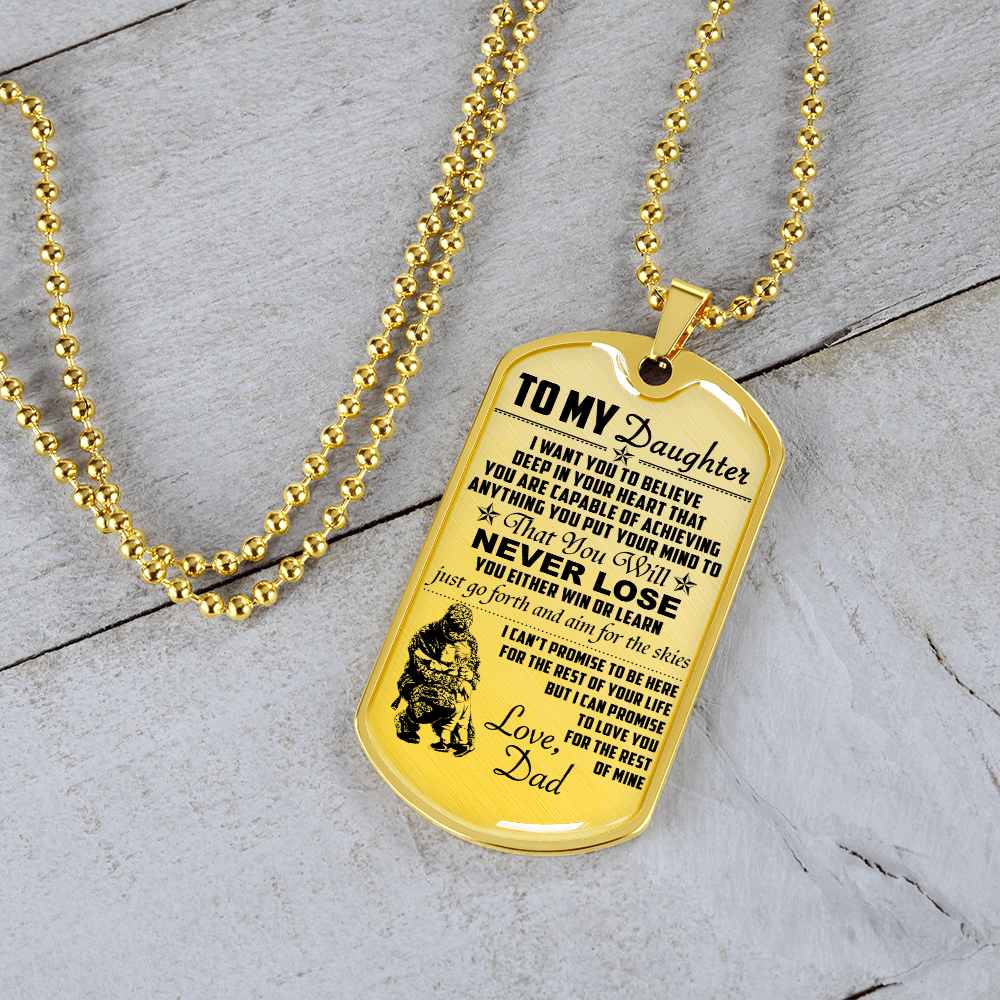 TO MY Daughter
I WANT YOU TO BELIEVE
DEEP IN YOUR HEART THAT
YOU ARE CAPABLE OF ACHIEVING
ANYTHING YOU PUT YOUR MIND TO
That You Will
NEVER LOSE
YOU EITHER WIN OR LEARN
just go forth and aim for the skies
I CAN'T PROMISE TO BE HERE
FOR THE REST OF YOUR LIFE
BUT I CAN PROMISE
TO LOVE YOU
FOR THE REST
OF MINE
Love,
Dad